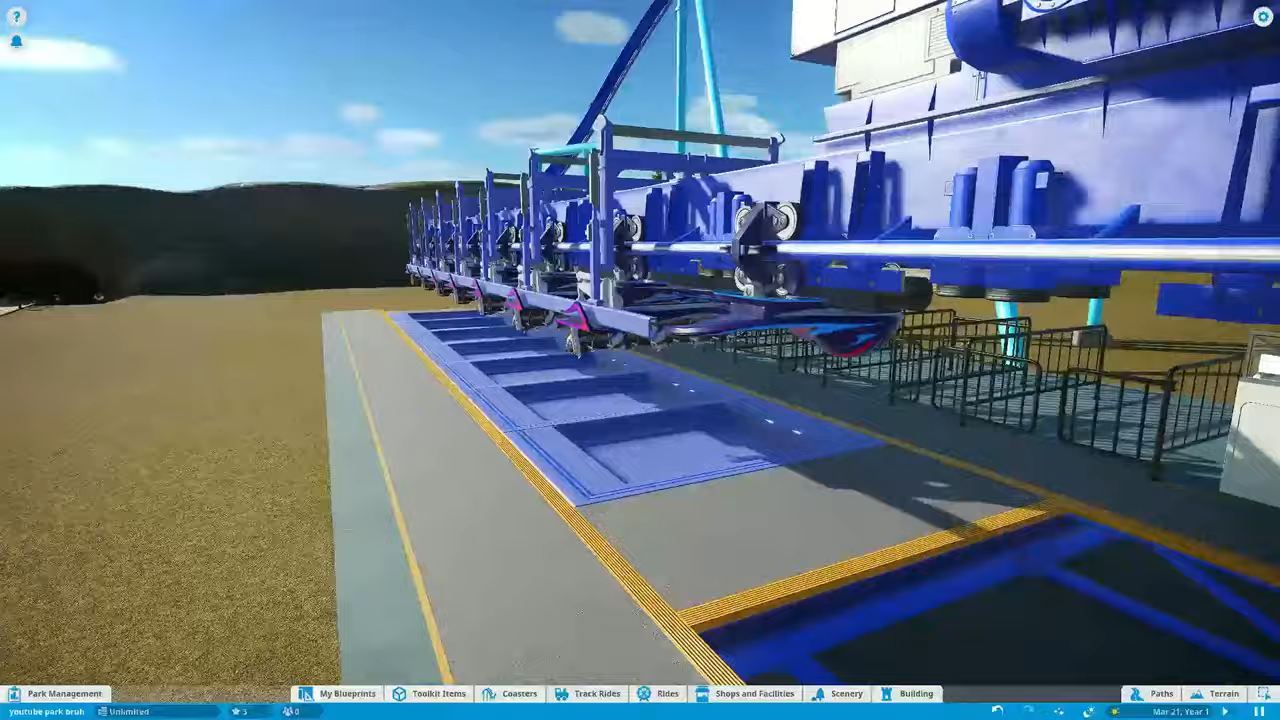 ?
Park Management
My Blueprints
Toolkit Items
Coasters
Track Rides
Rides
Shops and Facilities
Scenery
Building
Paths
Terrain
youtube park bruh
Unlimited
Mar 21, Year 1